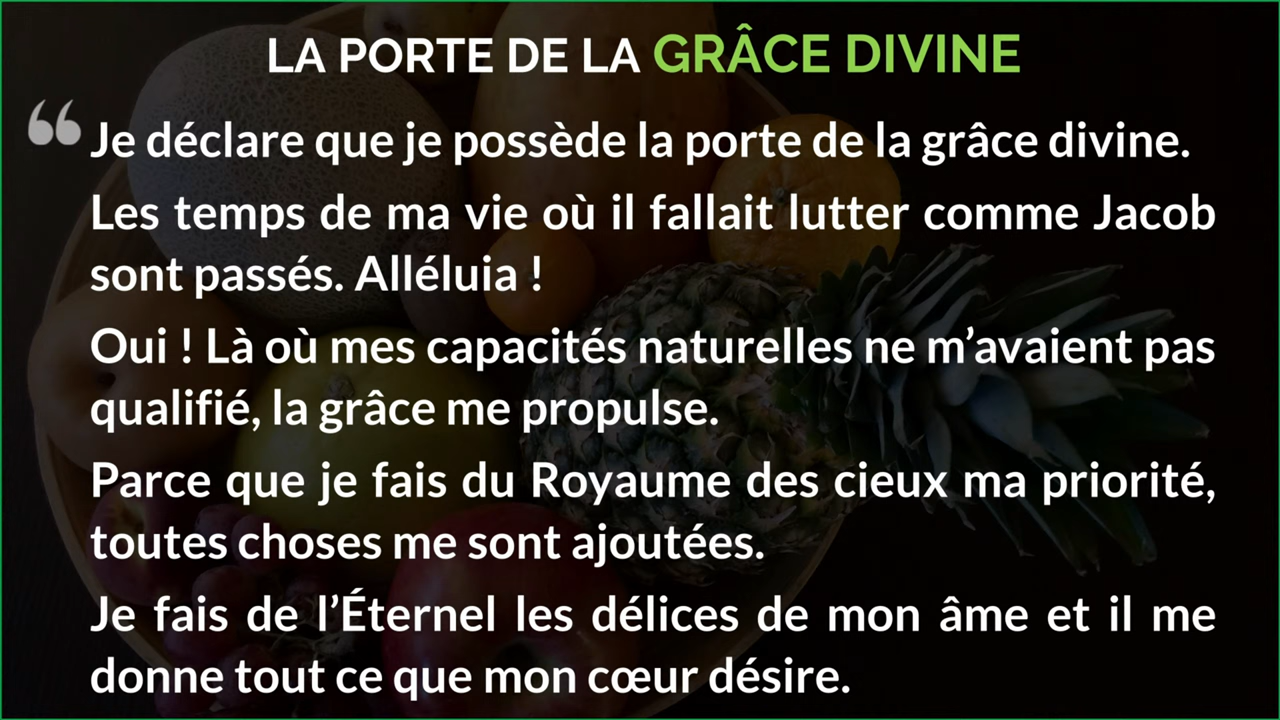 LA PORTE DE LA GRÂCE DIVINE
“ Je déclare que je possède la porte de la grâce divine.
Les temps de ma vie où il fallait lutter comme Jacob
sont passés. Alléluia !
Oui ! Là où mes capacités naturelles ne m’avaient pas
qualifié, la grâce me propulse.
Parce que je fais du Royaume des cieux ma priorité,
toutes choses me sont ajoutées.
Je fais de l’Éternel les délices de mon âme et il me
donne tout ce que mon cœur désire.